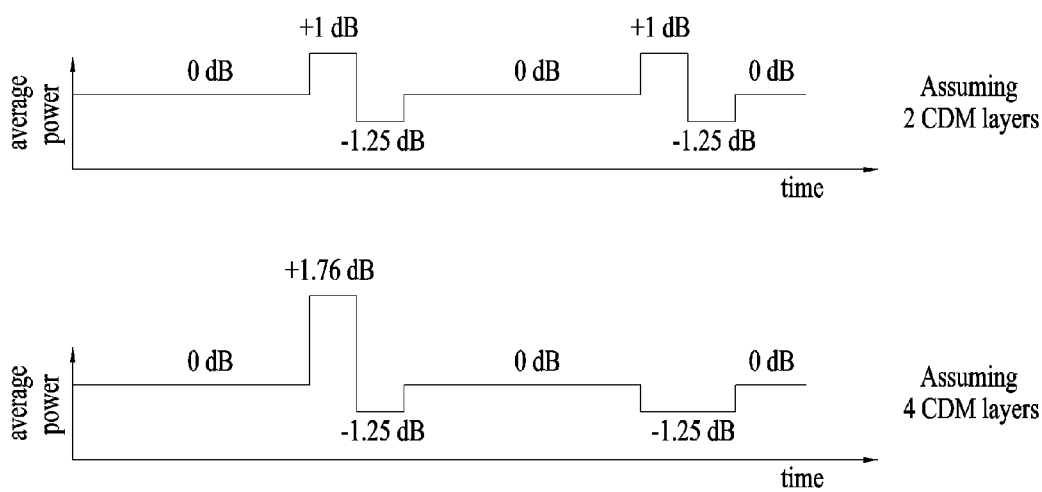 +1 dB
+1 dB
0 dB
0 dB
0 dB
average
power
Assuming
2 CDM layers
-1.25 dB
-1.25 dB
time
+1.76 dB
0 dB
0 dB
0 dB
average
power
Assuming
4 CDM layers
-1.25 dB
-1.25 dB
time